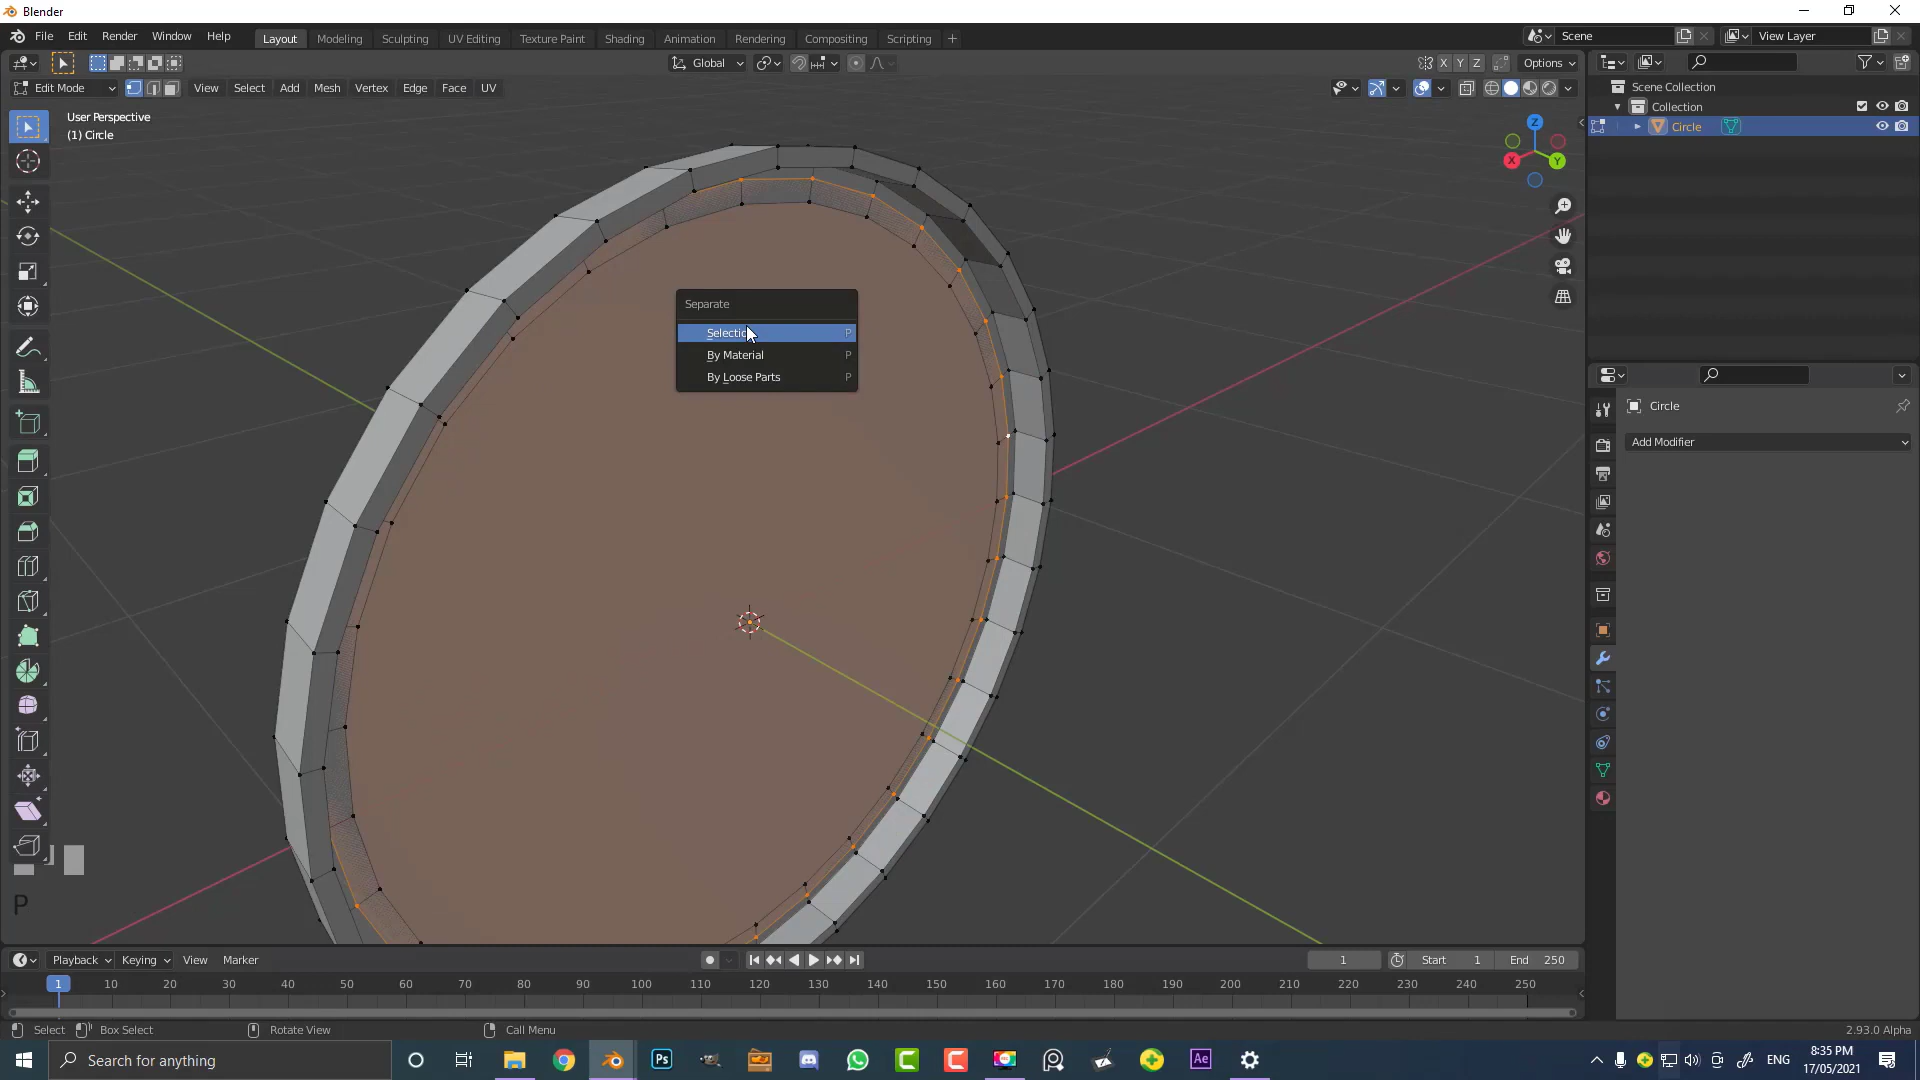 Blender
File Edit Render Window Help
Layout Modeling Sculpting UV Editing Texture Paint Shading Animation Rendering Compositing Scripting
Scene
View Layer
Global
X Y Z
Options
Edit Mode
View Select Add Mesh Vertex Edge Face UV
User Perspective
(1) Circle
Z
X
Y
Scene Collection
Collection
Circle
Separate
Selectio P
By Material P
By Loose Parts P
Circle
Add Modifier
P
Playback Keying View Marker
1
Start 1
End 250
1 10 20 30 40 50 60 70 80 90 100 110 120 130 140 150 160 170 180 190 200 210 220 230 240 250
Select Box Select Rotate View Call Menu
2.93.0 Alpha
Search for anything
Ps
Ae
ENG
8:35 PM
17/05/2021